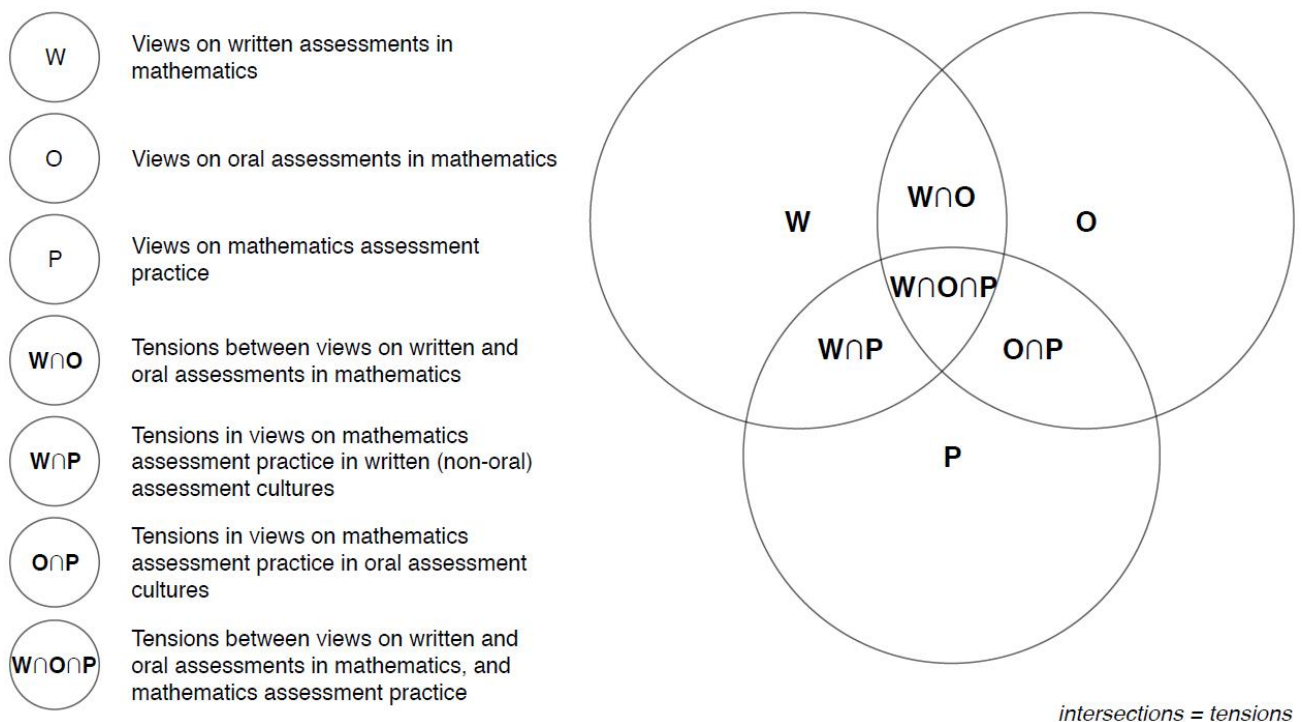 W
Views on written assessments in
mathematics
O
Views on oral assessments in mathematics
P
Views on mathematics assessment
practice
W∩O
Tensions between views on written and
oral assessments in mathematics
W∩P
Tensions in views on mathematics
assessment practice in written (non-oral)
assessment cultures
O∩P
Tensions in views on mathematics
assessment practice in oral assessment
cultures
W∩O∩P
Tensions between views on written and
oral assessments in mathematics, and
mathematics assessment practice
W∩O
W
O
W∩O∩P
W∩P
O∩P
P
intersections = tensions